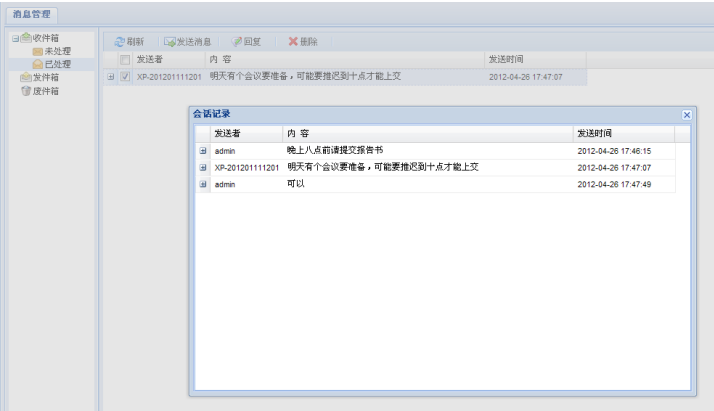 消息管理
收件箱
未处理
已处理
发件箱
废件箱
刷新 发送消息 回复 删除
发送者 内 容 发送时间
XP-201201111201 明天有个会议要准备，可能要推迟到十点才能上交 2012-04-26 17:47:07
会话记录
发送者 内 容 发送时间
admin 晚上八点前请提交报告书 2012-04-26 17:46:15
XP-201201111201 明天有个会议要准备，可能要推迟到十点才能上交 2012-04-26 17:47:07
admin 可以 2012-04-26 17:47:49